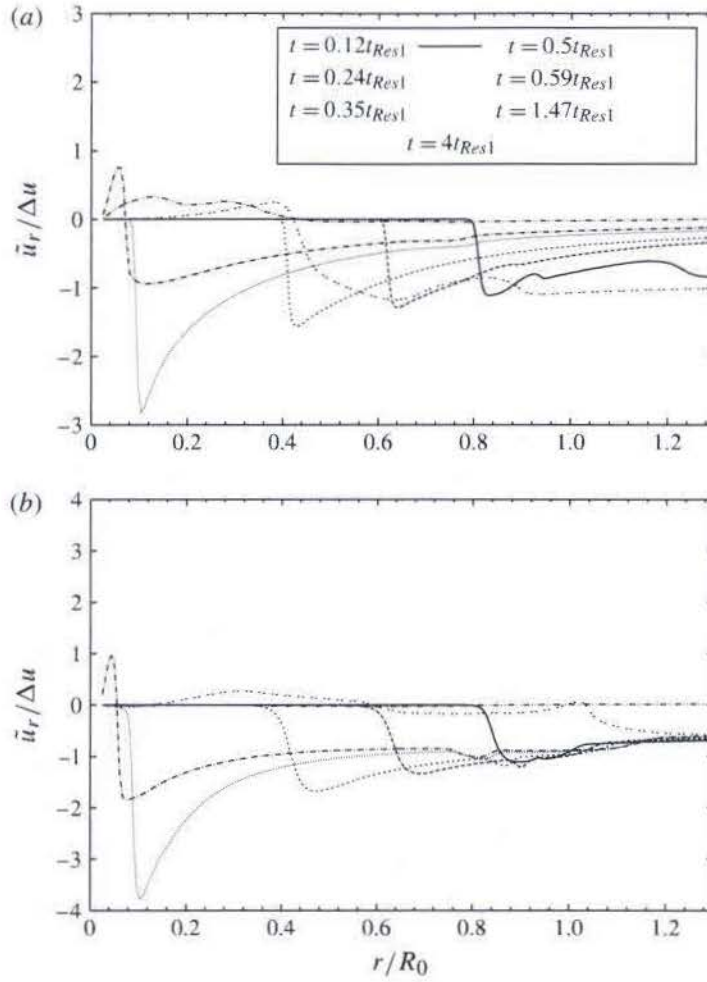 (a)
3
t = 0.12t_Res1 t = 0.5t_Res1
t = 0.24t_Res1 t = 0.59t_Res1
t = 0.35t_Res1 t = 1.47t_Res1
t = 4t_Res1
2
1
0
−1
−2
−3
ũ_r/Δu
0 0.2 0.4 0.6 0.8 1.0 1.2
(b)
4
3
2
1
0
−1
−2
−3
−4
ũ_r/Δu
0 0.2 0.4 0.6 0.8 1.0 1.2
r/R_0